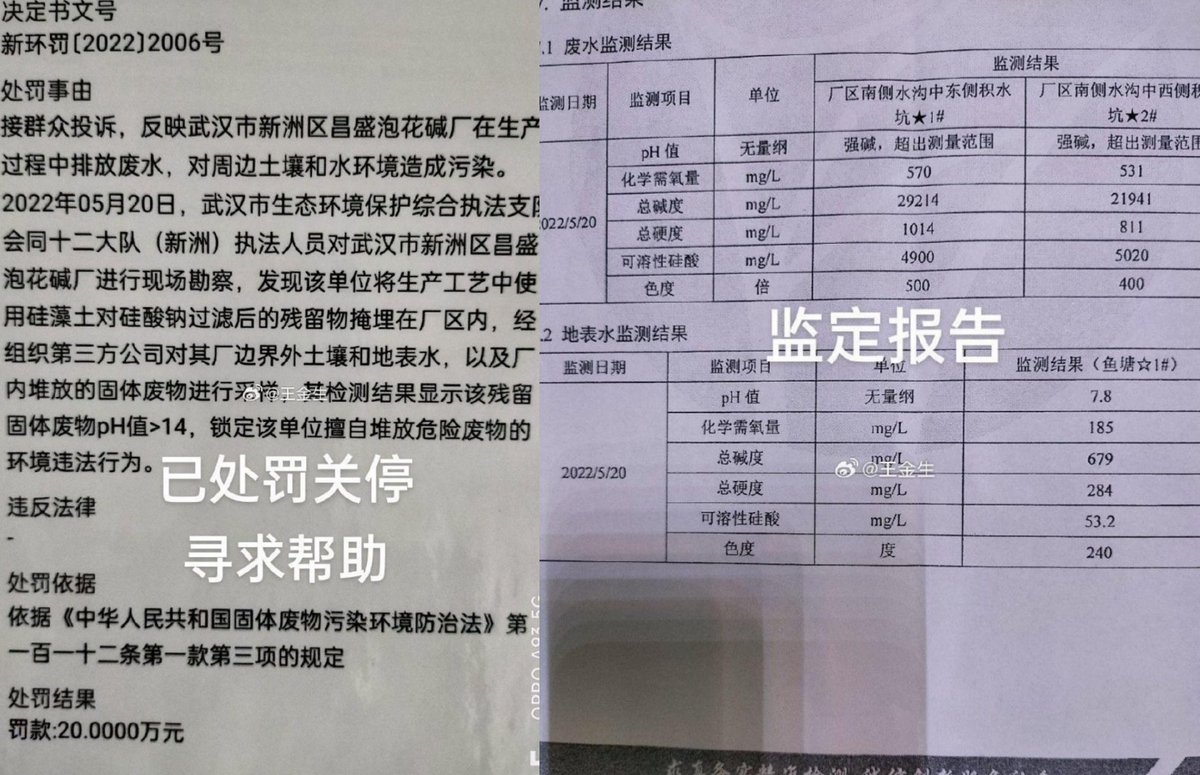 决定书文号
新环罚〔2022〕2006号
处罚事由
接群众投诉，反映武汉市新洲区昌盛泡花碱厂在生产
过程中排放废水，对周边土壤和水环境造成污染。
2022年05月20日，武汉市生态环境保护综合执法支队
会同十二大队（新洲）执法人员对武汉市新洲区昌盛
泡花碱厂进行现场勘察，发现该单位将生产工艺中使
用硅藻土对硅酸钠过滤后的残留物掩埋在厂区内，经
组织第三方公司对其厂边界外土壤和地表水，以及厂
内堆放的固体废物进行采样，其检测结果显示该残留
固体废物pH值>14，锁定该单位擅自堆放危险废物的
环境违法行为。
违反法律
-
处罚依据
依据《中华人民共和国固体废物污染环境防治法》第
一百一十二条第一款第三项的规定
处罚结果
罚款:20.0000万元
@王金生
已处罚关停
寻求帮助
OPPO A93 5G
7. 监测结果
.1 废水监测结果
监测日期 监测项目 单位 监测结果
厂区南侧水沟中东侧积水坑★1# 厂区南侧水沟中西侧积
坑★2#
2022/5/20
pH 值 无量纲 强碱，超出测量范围 强碱，超出测量范围
化学需氧量 mg/L 570 531
总碱度 mg/L 29214 21941
总硬度 mg/L 1014 811
可溶性硅酸 mg/L 4900 5020
色度 倍 500 400
.2 地表水监测结果
监测日期 监测项目 单位 监测结果（鱼塘☆1#）
2022/5/20
pH 值 无量纲 7.8
化学需氧量 mg/L 185
总碱度 mg/L 679
总硬度 mg/L 284
可溶性硅酸 mg/L 53.2
色度 度 240
监定报告
@王金生